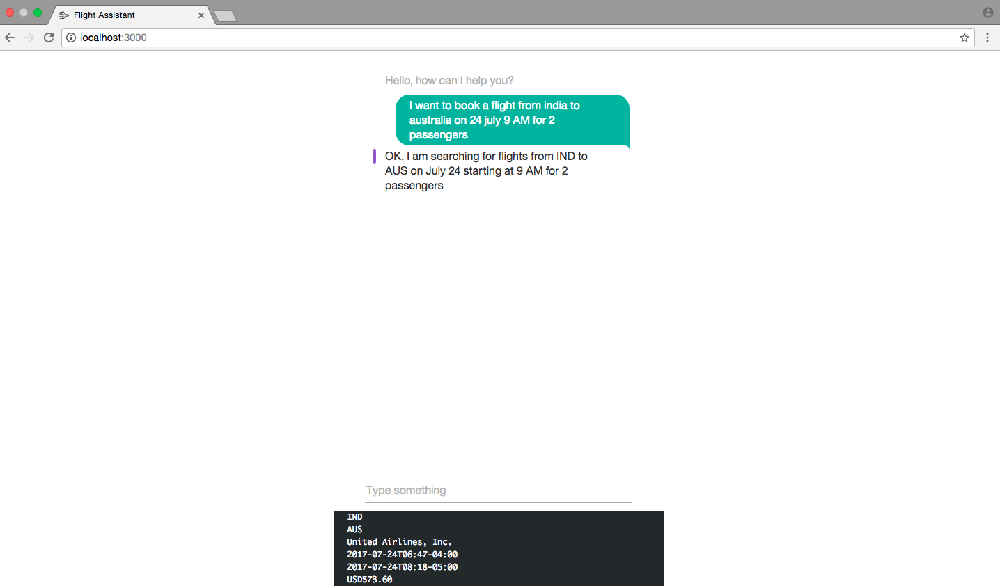 Flight Assistant
localhost:3000
Hello, how can I help you?
I want to book a flight from india to
australia on 24 july 9 AM for 2
passengers
OK, I am searching for flights from IND to
AUS on July 24 starting at 9 AM for 2
passengers
Type something
IND
AUS
United Airlines, Inc.
2017-07-24T06:47-04:00
2017-07-24T08:18-05:00
USD573.60